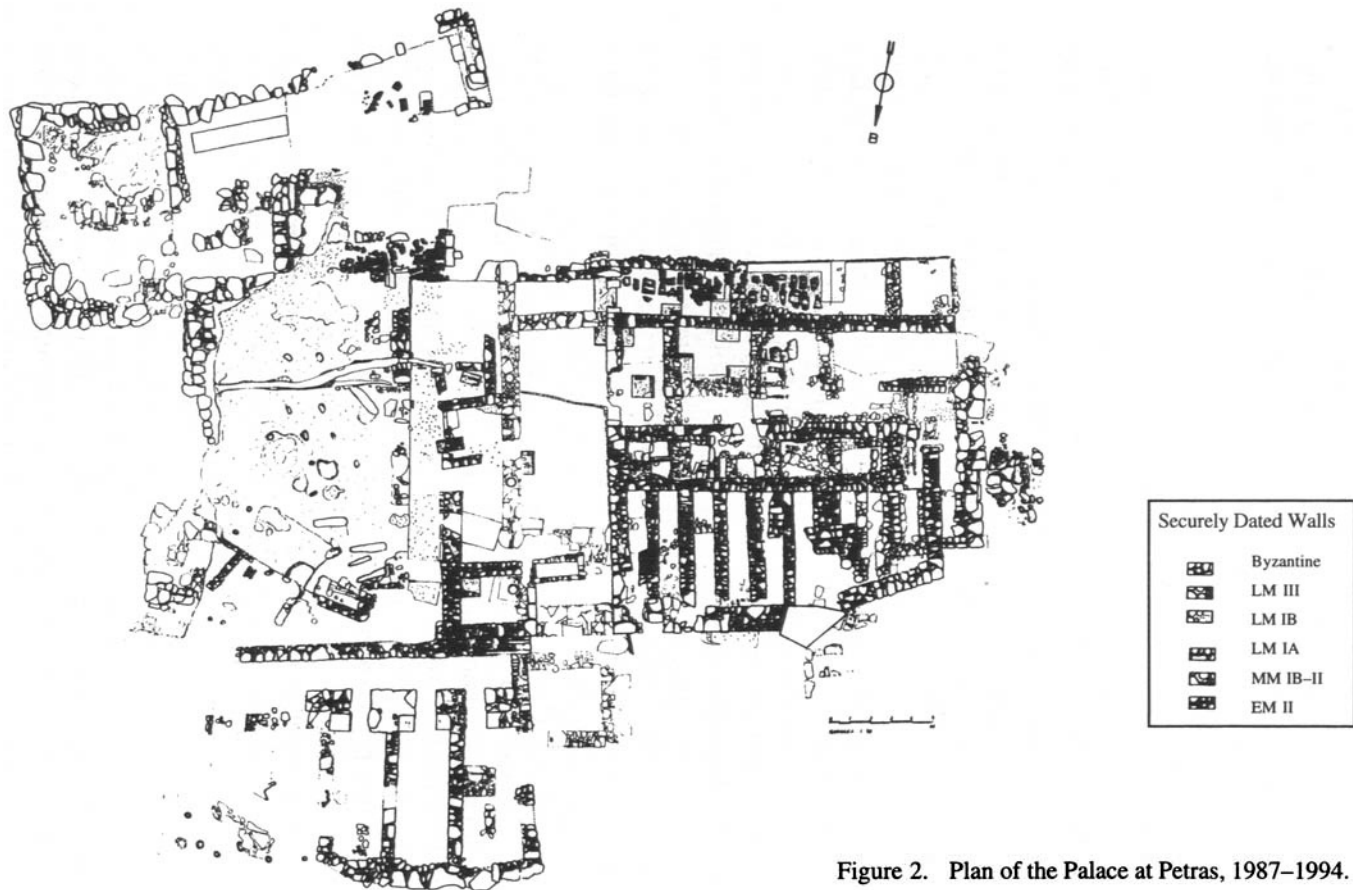 B
Securely Dated Walls
Byzantine
LM III
LM IB
LM IA
MM IB–II
EM II
Figure 2. Plan of the Palace at Petras, 1987–1994.